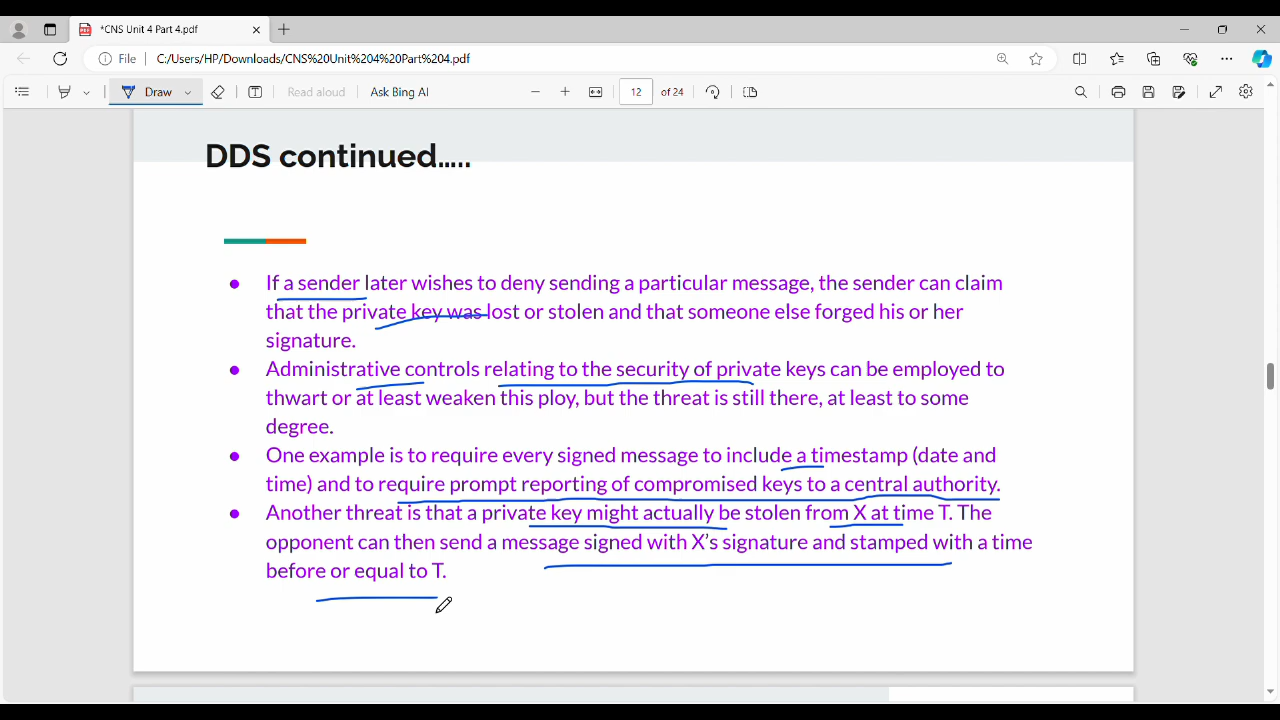 *CNS Unit 4 Part 4.pdf
File
C:/Users/HP/Downloads/CNS%20Unit%204%20Part%204.pdf
Draw
Read aloud
Ask Bing AI
12
of 24
DDS continued.....
● If a sender later wishes to deny sending a particular message, the sender can claim
that the private key was lost or stolen and that someone else forged his or her
signature.
● Administrative controls relating to the security of private keys can be employed to
thwart or at least weaken this ploy, but the threat is still there, at least to some
degree.
● One example is to require every signed message to include a timestamp (date and
time) and to require prompt reporting of compromised keys to a central authority.
● Another threat is that a private key might actually be stolen from X at time T. The
opponent can then send a message signed with X’s signature and stamped with a time
before or equal to T.